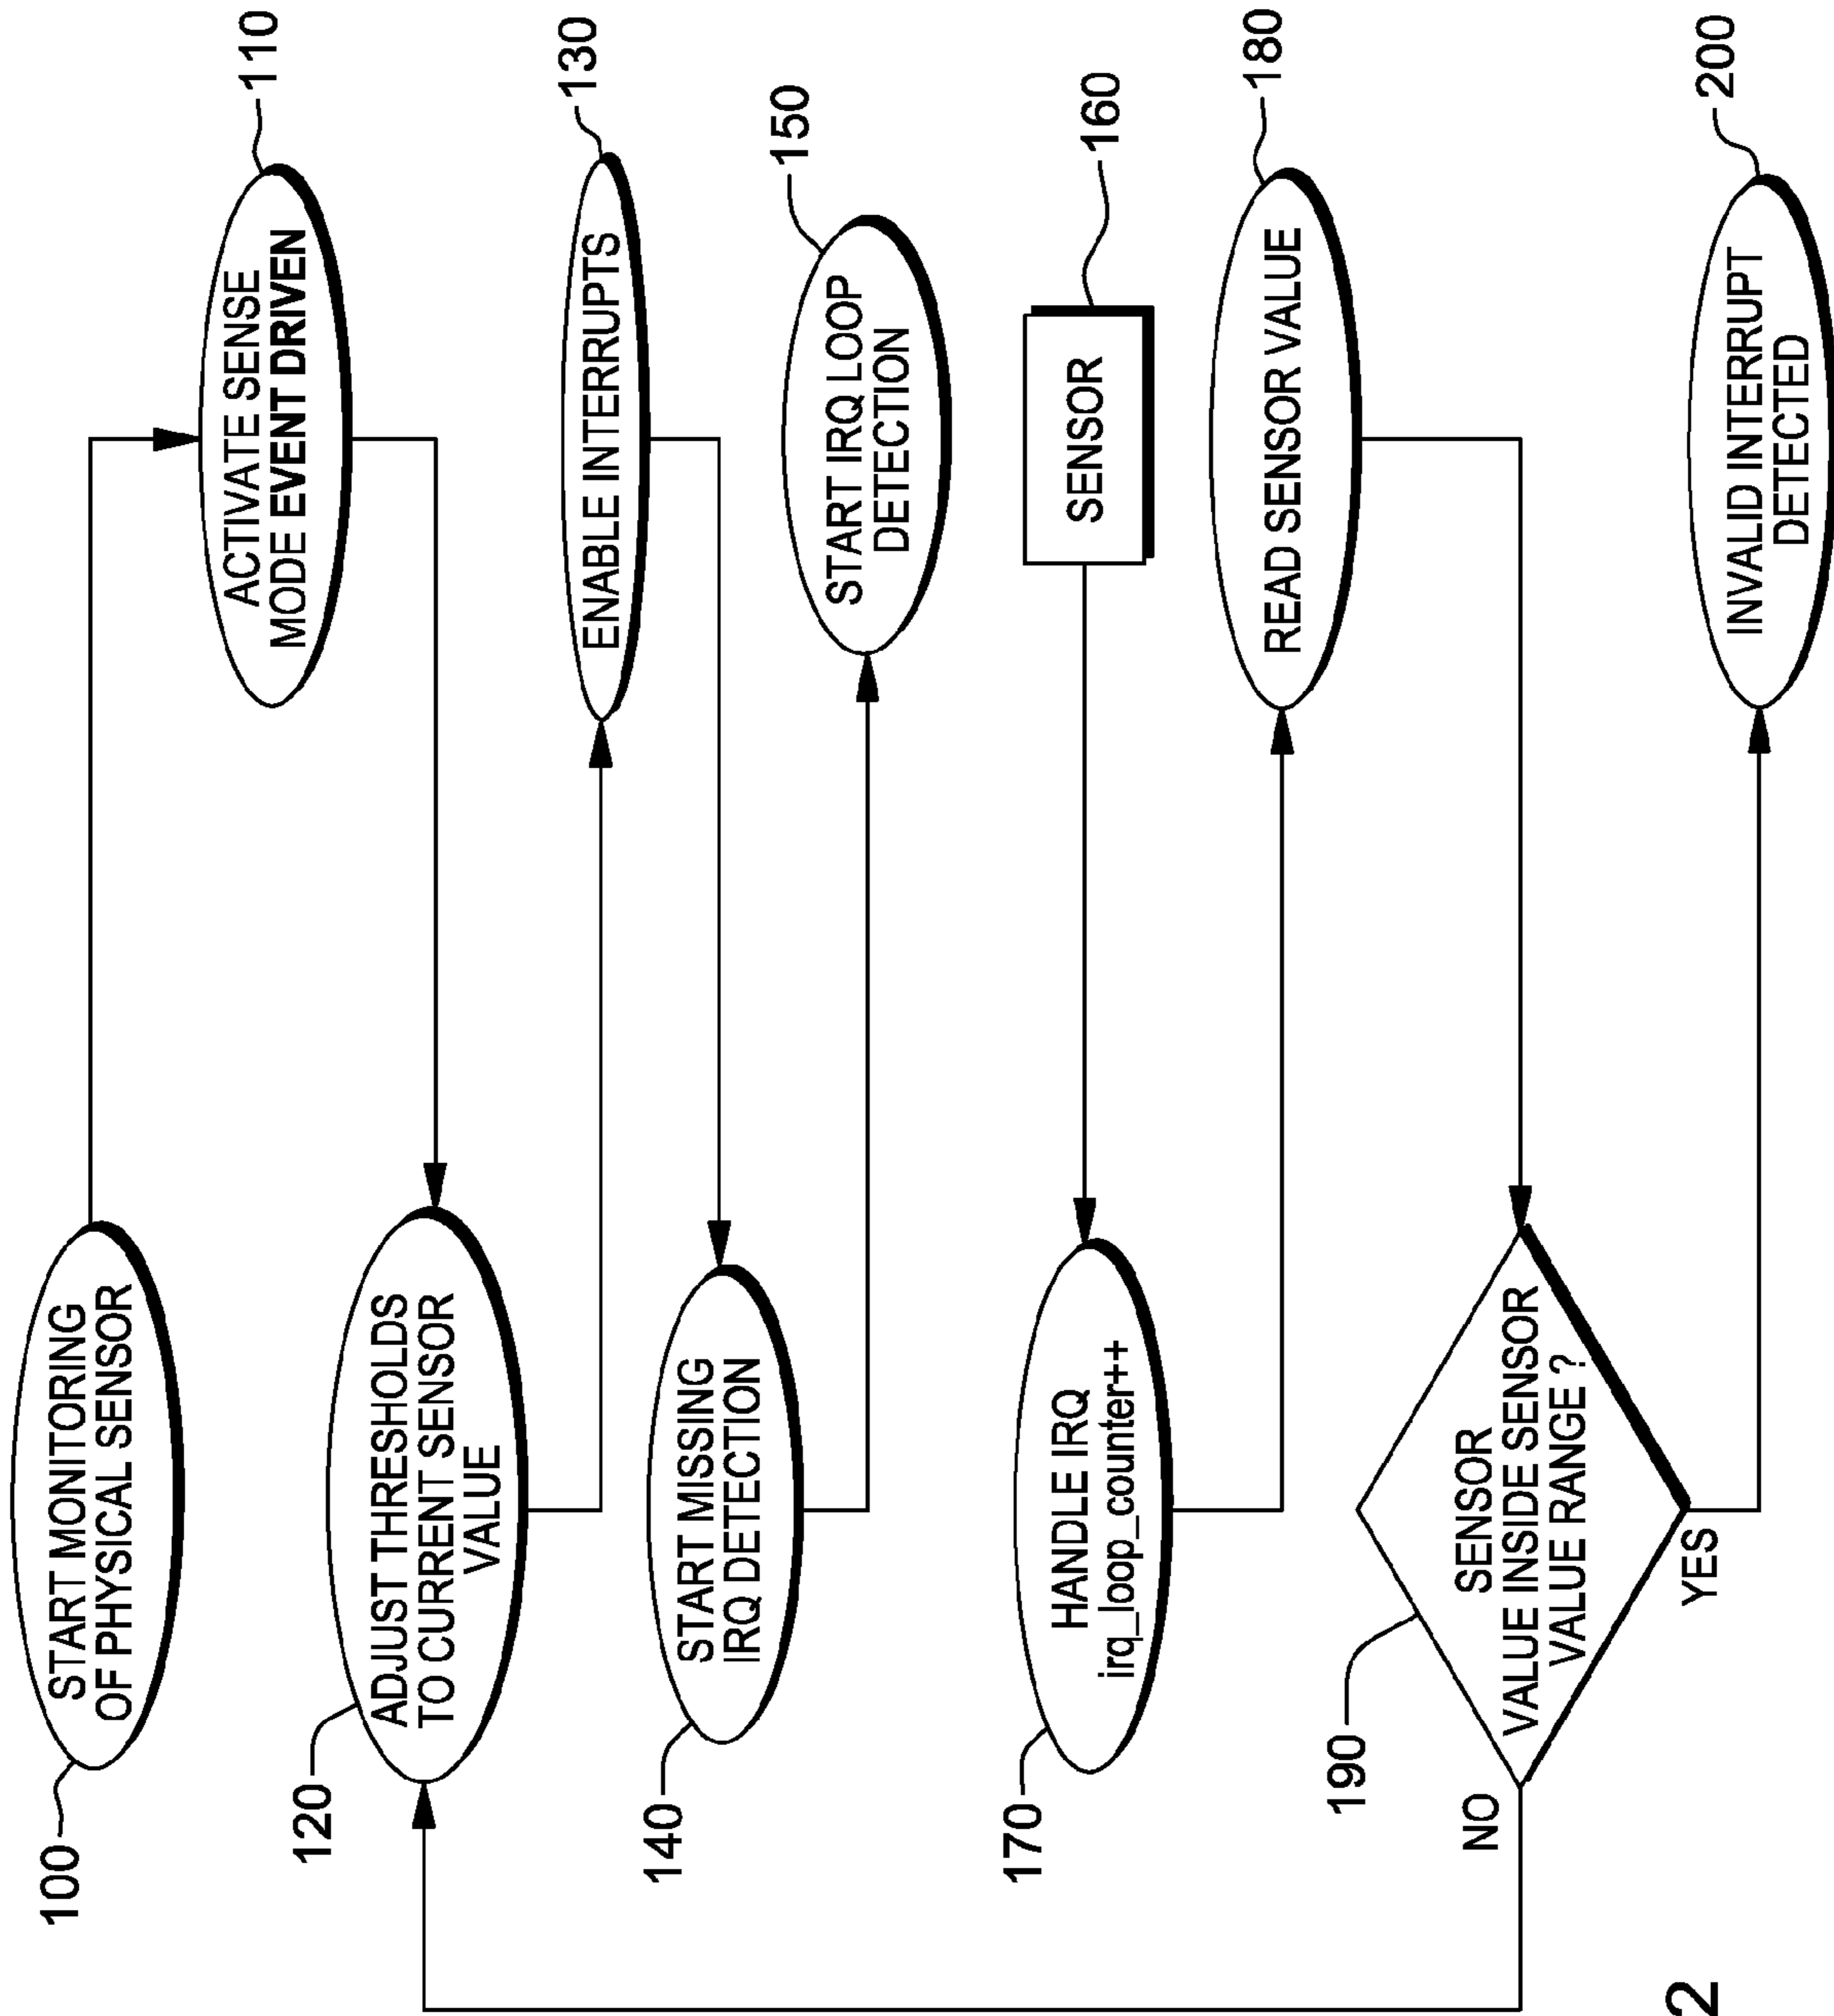 100
START MONITORING
OF PHYSICAL SENSOR
110
ACTIVATE SENSE
MODE EVENT DRIVEN
120
ADJUST THRESHOLDS
TO CURRENT SENSOR
VALUE
130
ENABLE INTERRUPTS
140
START MISSING
IRQ DETECTION
150
START IRQ LOOP
DETECTION
160
SENSOR
170
HANDLE IRQ
irq_loop_counter++
180
READ SENSOR VALUE
190
SENSOR
VALUE INSIDE SENSOR
VALUE RANGE ?
NO
YES
200
INVALID INTERRUPT
DETECTED
2